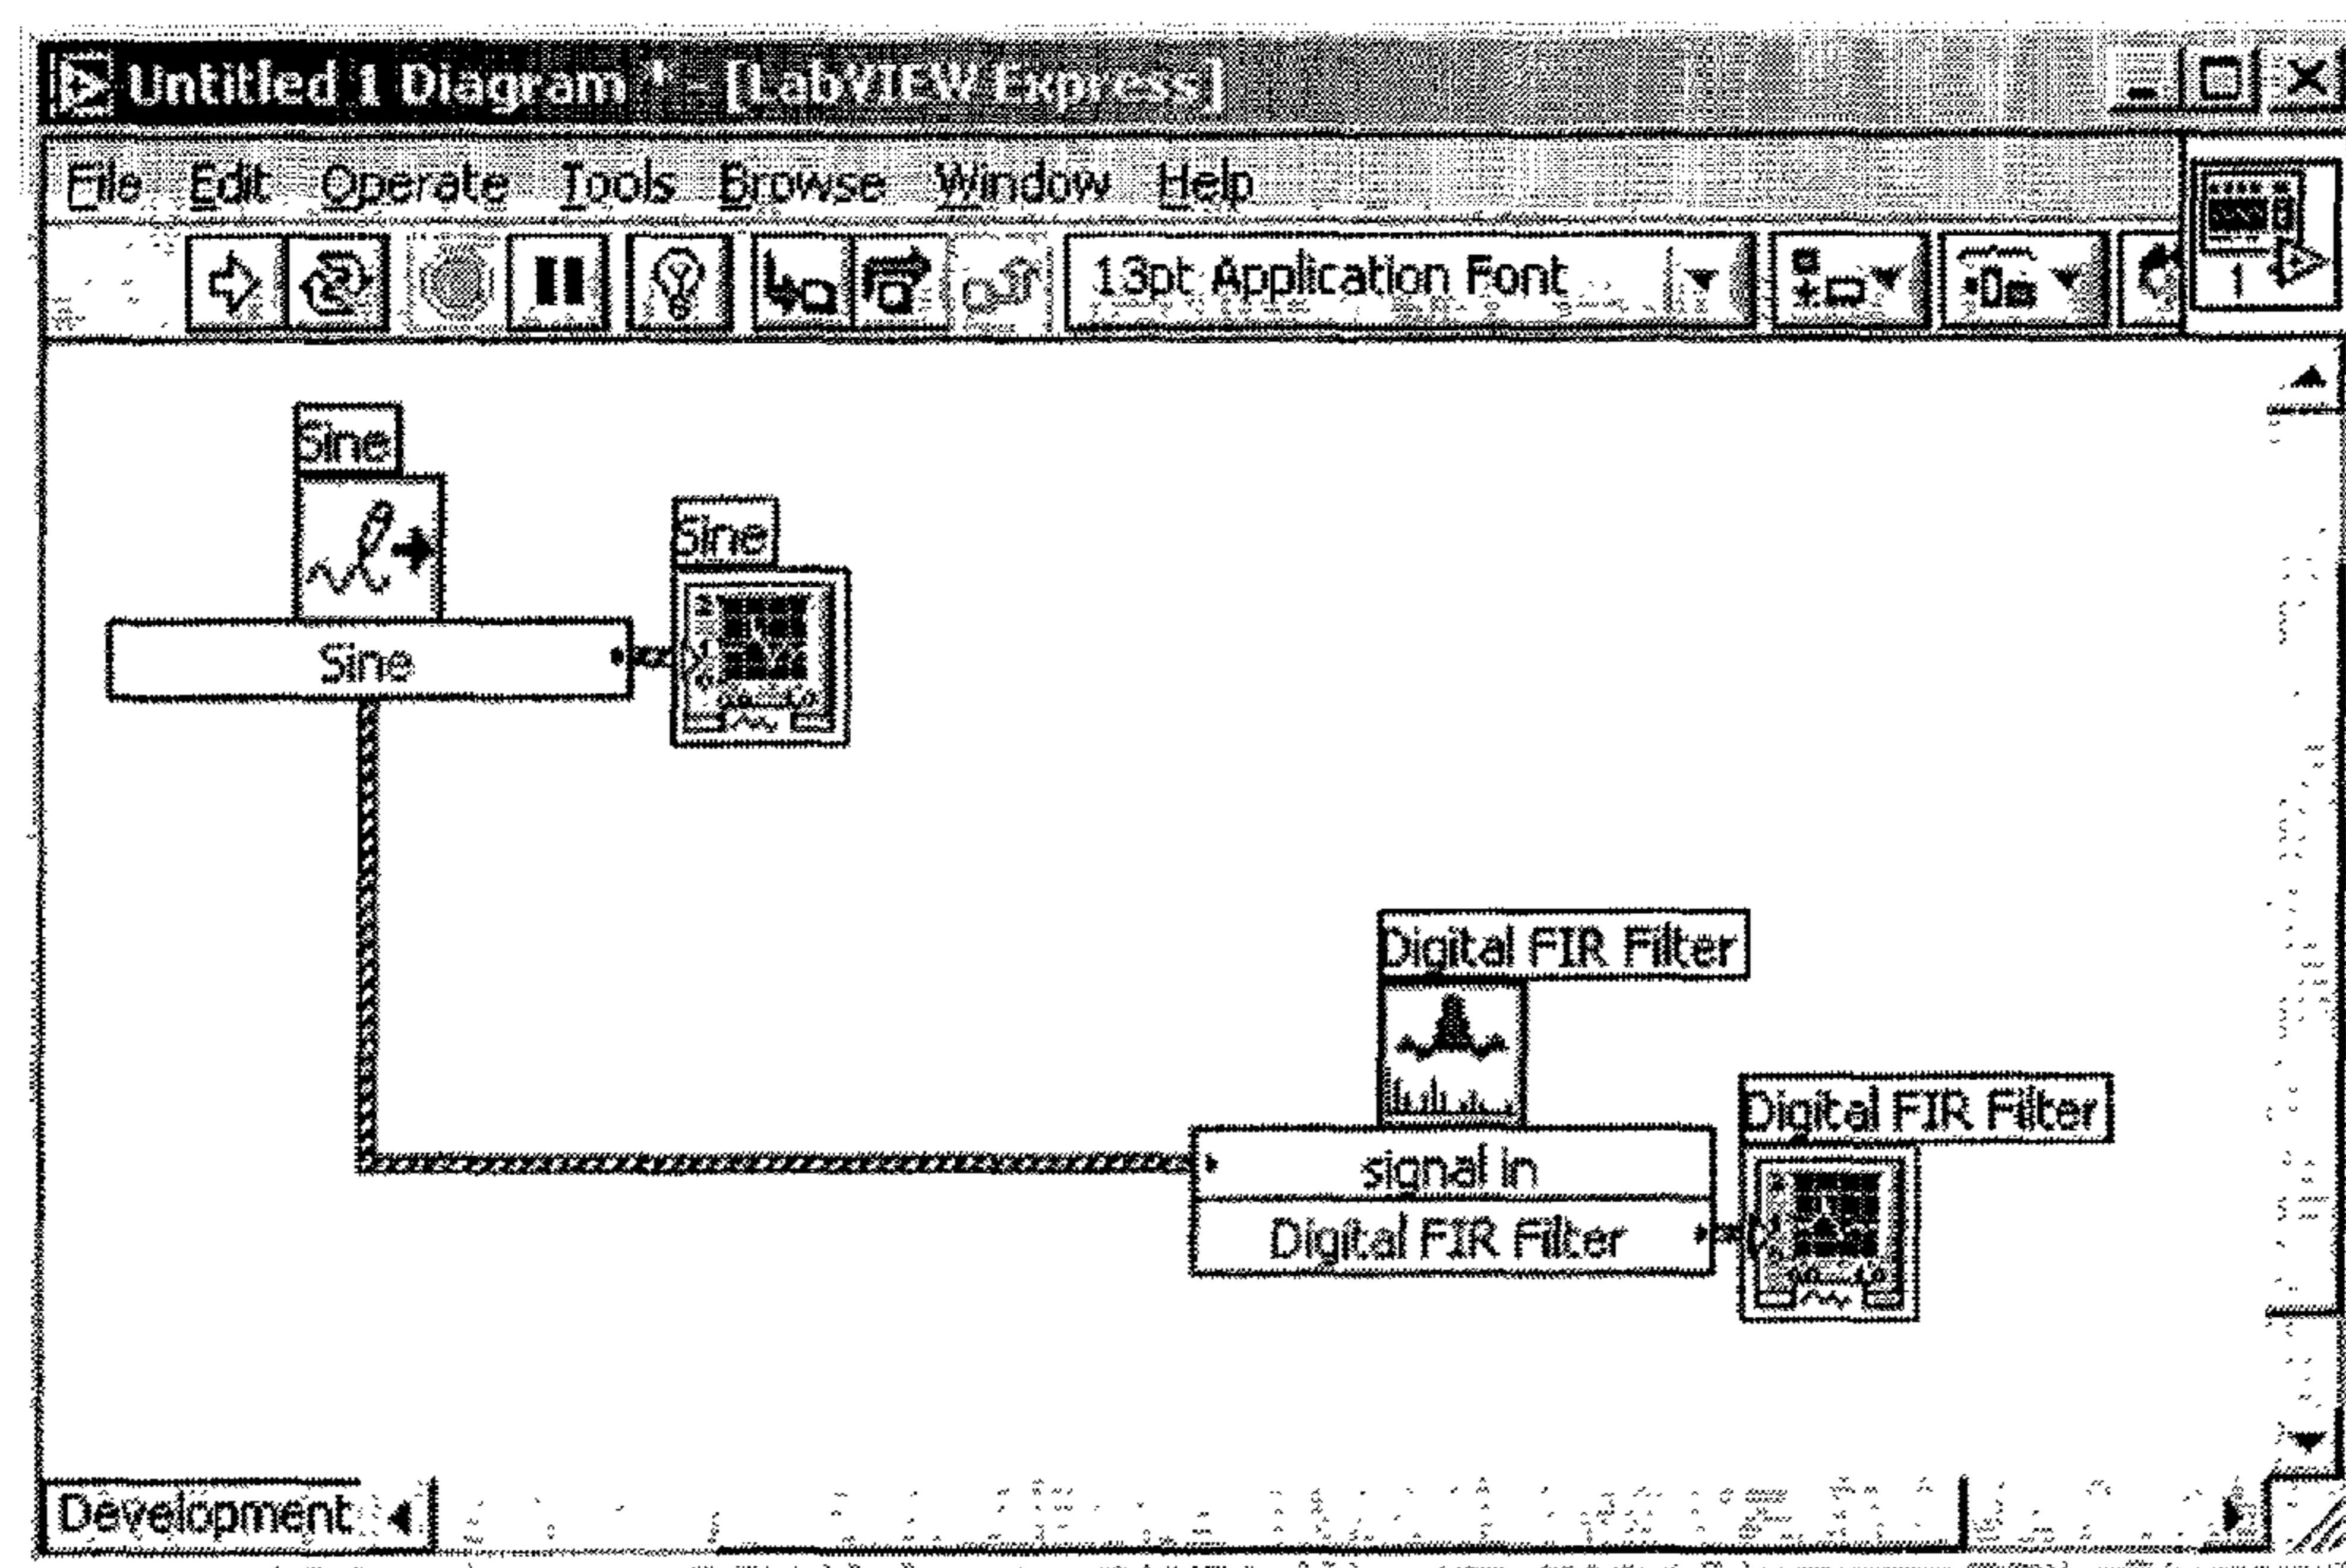 Untitled 1 Diagram * - [LabVIEW Express]
File Edit Operate Tools Browse Window Help
13pt Application Font
1
Sine
Sine
Sine
Digital FIR Filter
Digital FIR Filter
signal in
Digital FIR Filter
Development